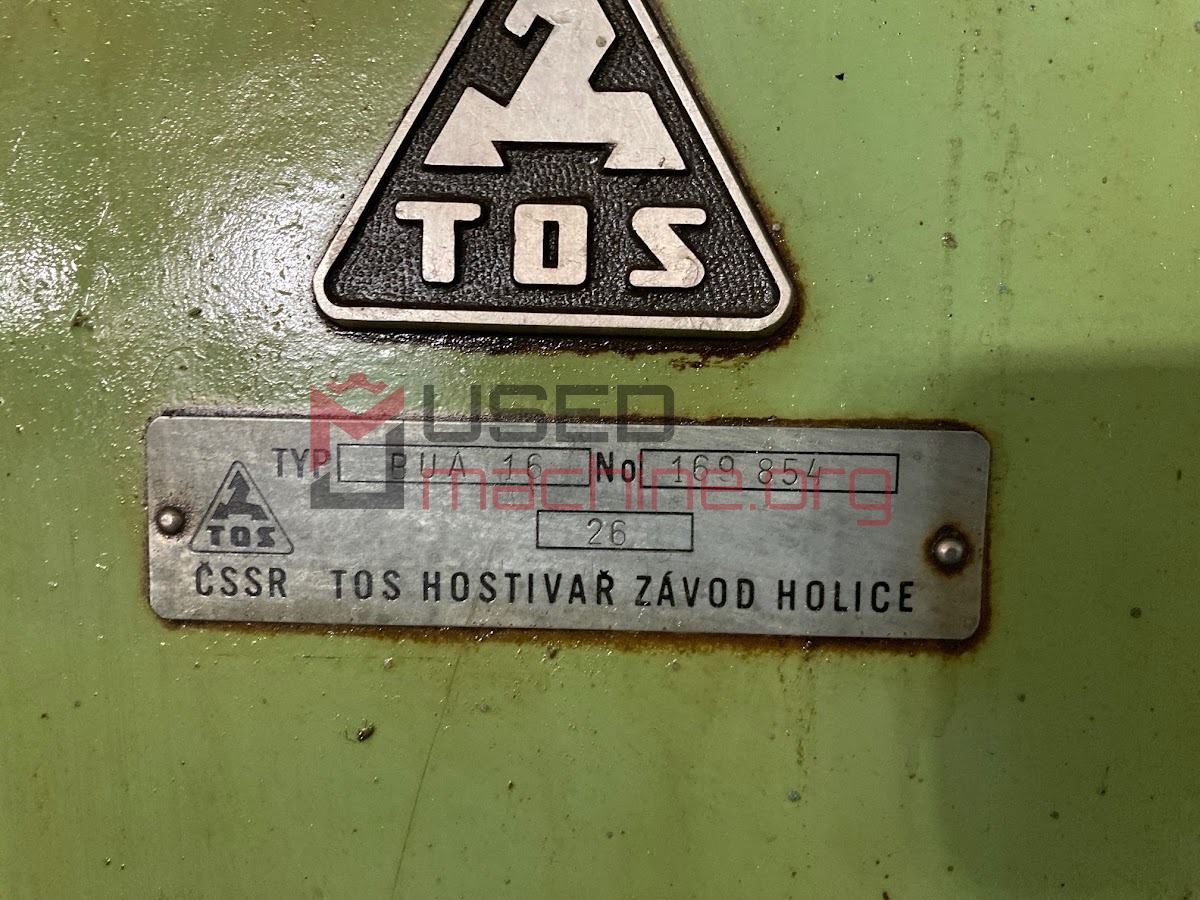 TOS
USED
machine.org
TYP BUA 16 No 169 854
TOS 26
ČSSR TOS HOSTIVAŘ ZÁVOD HOLICE